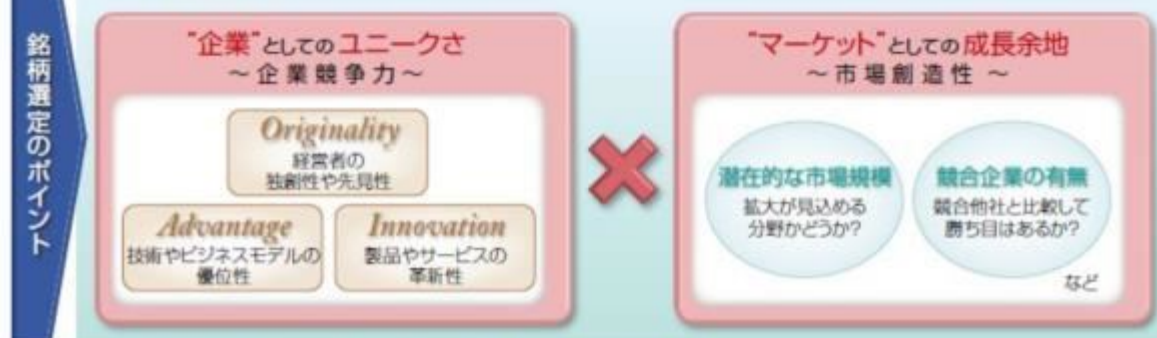 銘柄選定のポイント
"企業"としてのユニークさ
～企業競争力～
Originality
経営者の
独創性や先見性
Advantage
技術やビジネスモデルの
優位性
Innovation
製品やサービスの
革新性
"マーケット"としての成長余地
～市場創造性～
潜在的な市場規模
拡大が見込める
分野かどうか?
競合企業の有無
競合他社と比較して
勝ち目はあるか?
など